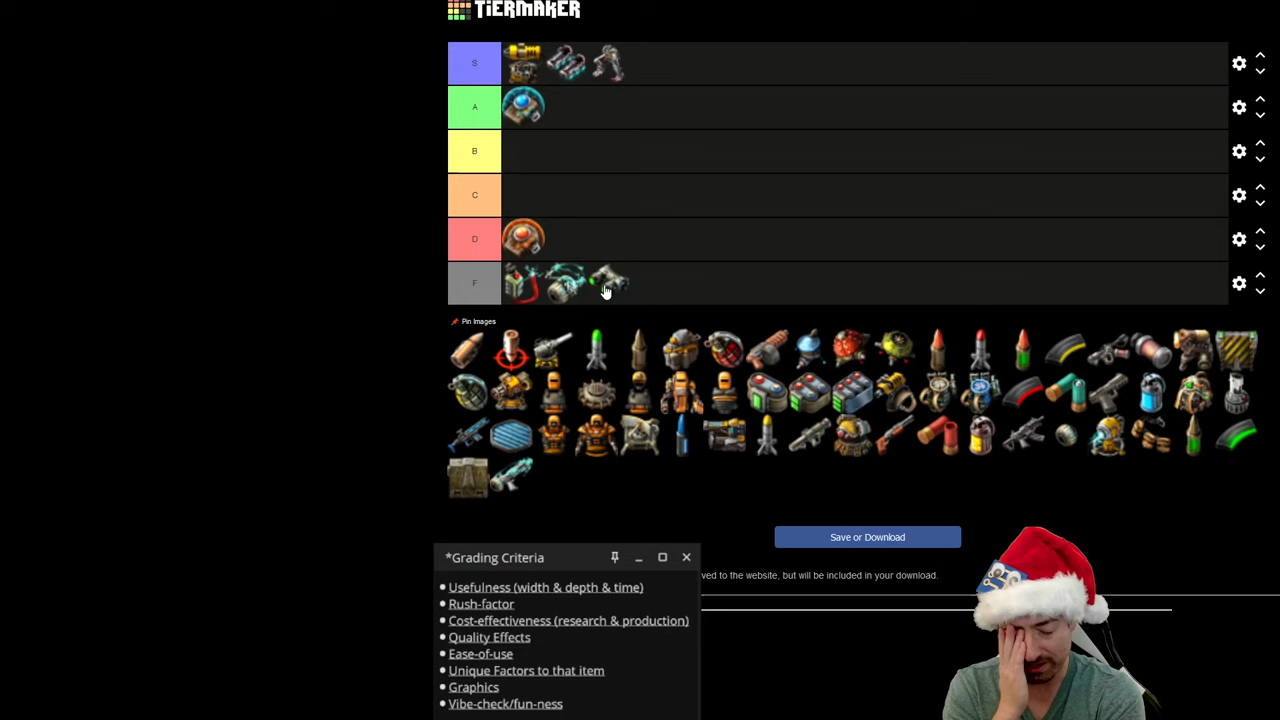 TiERMAKER
S
A
B
C
D
F
Pin Images
Save or Download
ved to the website, but will be included in your download.
*Grading Criteria
Usefulness (width & depth & time)
Rush-factor
Cost-effectiveness (research & production)
Quality Effects
Ease-of-use
Unique Factors to that item
Graphics
Vibe-check/fun-ness